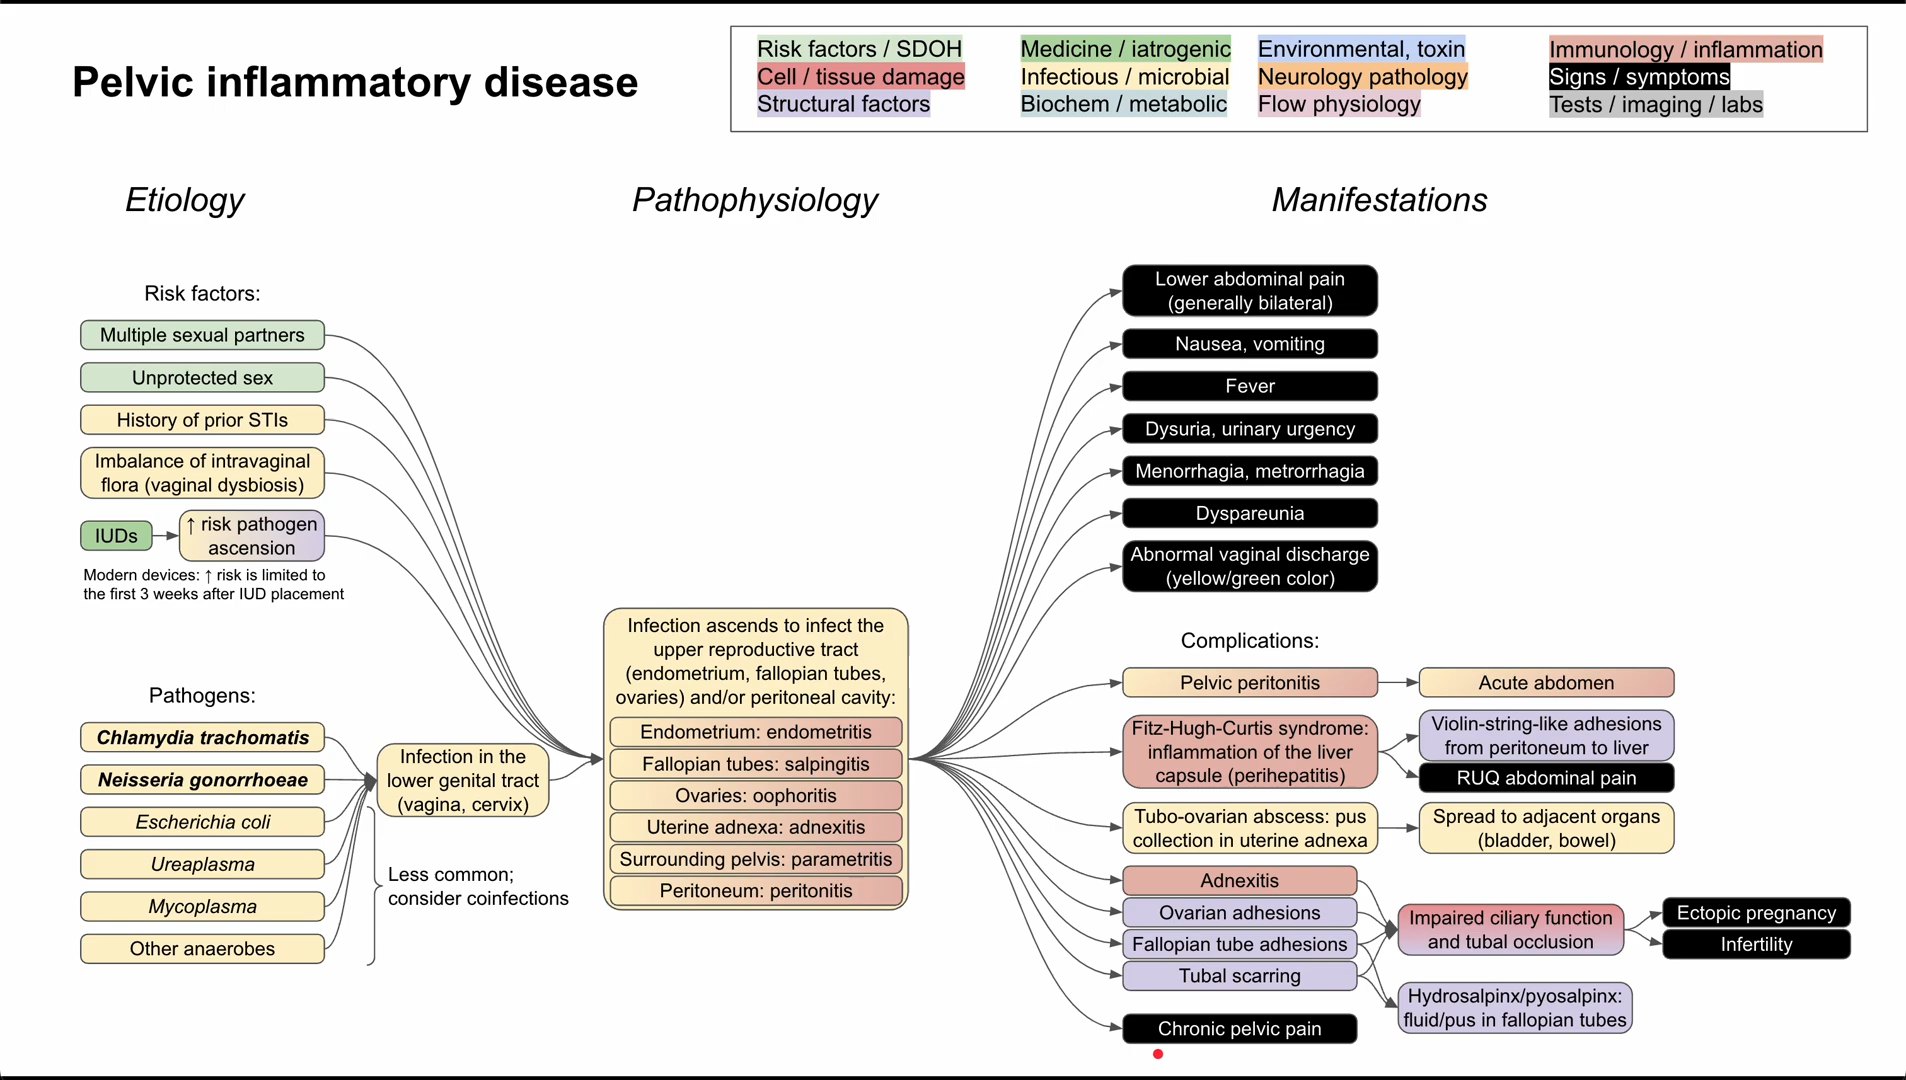 Pelvic inflammatory disease
Risk factors / SDOH
Cell / tissue damage
Structural factors
Medicine / iatrogenic
Infectious / microbial
Biochem / metabolic
Environmental, toxin
Neurology pathology
Flow physiology
Immunology / inflammation
Signs / symptoms
Tests / imaging / labs
Etiology
Risk factors:
Multiple sexual partners
Unprotected sex
History of prior STIs
Imbalance of intravaginal
flora (vaginal dysbiosis)
IUDs
↑ risk pathogen
ascension
Modern devices: ↑ risk is limited to
the first 3 weeks after IUD placement
Pathogens:
Chlamydia trachomatis
Neisseria gonorrhoeae
Escherichia coli
Ureaplasma
Mycoplasma
Other anaerobes
Infection in the
lower genital tract
(vagina, cervix)
Less common;
consider coinfections
Pathophysiology
Infection ascends to infect the
upper reproductive tract
(endometrium, fallopian tubes,
ovaries) and/or peritoneal cavity:
Endometrium: endometritis
Fallopian tubes: salpingitis
Ovaries: oophoritis
Uterine adnexa: adnexitis
Surrounding pelvis: parametritis
Peritoneum: peritonitis
Manifestations
Lower abdominal pain
(generally bilateral)
Nausea, vomiting
Fever
Dysuria, urinary urgency
Menorrhagia, metrorrhagia
Dyspareunia
Abnormal vaginal discharge
(yellow/green color)
Complications:
Pelvic peritonitis
Acute abdomen
Fitz-Hugh-Curtis syndrome:
inflammation of the liver
capsule (perihepatitis)
Violin-string-like adhesions
from peritoneum to liver
RUQ abdominal pain
Tubo-ovarian abscess: pus
collection in uterine adnexa
Spread to adjacent organs
(bladder, bowel)
Adnexitis
Ovarian adhesions
Fallopian tube adhesions
Tubal scarring
Impaired ciliary function
and tubal occlusion
Ectopic pregnancy
Infertility
Hydrosalpinx/pyosalpinx:
fluid/pus in fallopian tubes
Chronic pelvic pain